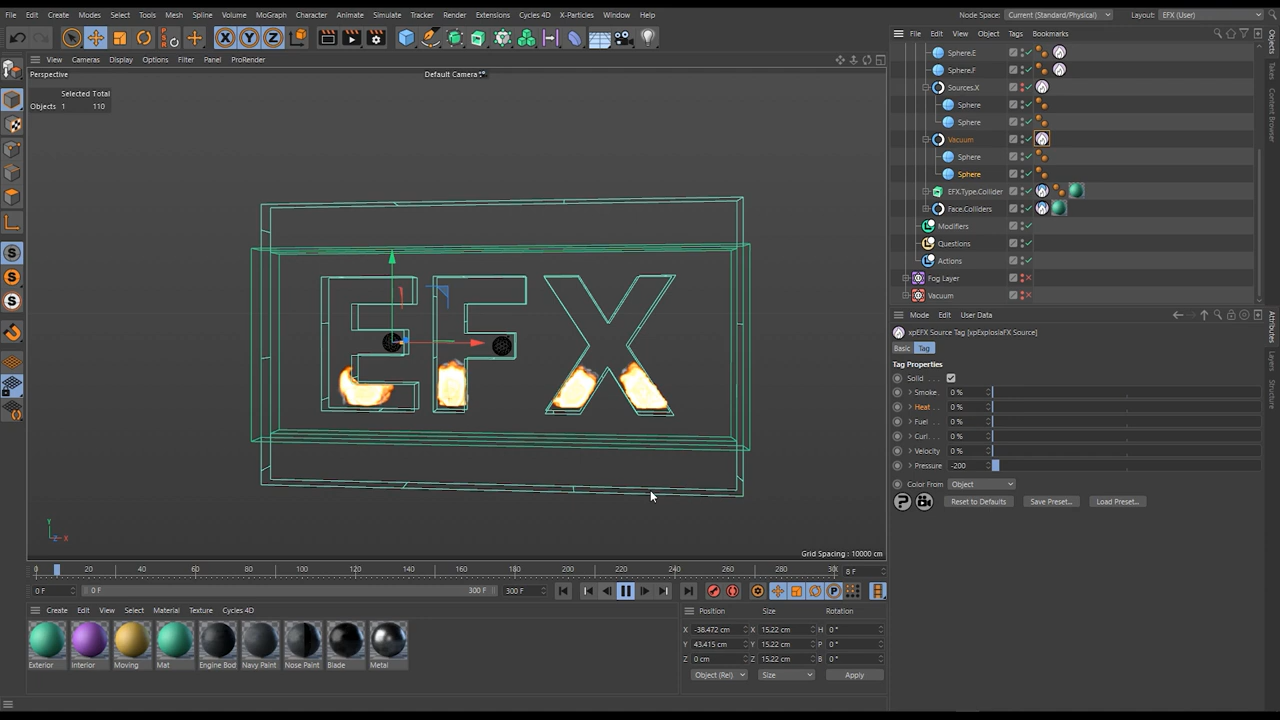 File Edit Create Modes Select Tools Mesh Spline Volume MoGraph Character Animate Simulate Tracker Render Extensions Cycles 4D X-Particles Window Help Node Space: Current (Standard/Physical) Layout: EFX (User)
X Y Z
View Cameras Display Options Filter Panel ProRender
Perspective
Default Camera
Selected Total
Objects 1 110
EFX
Grid Spacing : 10000 cm
Y
X
0 20 40 60 80 100 120 140 160 180 200 220 240 260 280 30
8 F
0 F
0 F
300 F
300 F
P
Create Edit View Select Material Texture Cycles 4D
Exterior Interior Moving Mat Engine Body Navy Paint Nose Paint Blade Metal
Position Size Rotation
X -38.472 cm X 15.22 cm H 0 °
Y 43.415 cm Y 15.22 cm P 0 °
Z 0 cm Z 15.22 cm B 0 °
Object (Rel) Size Apply
File Edit View Object Tags Bookmarks
Sphere.E
Sphere.F
Sources.X
Sphere
Sphere
Vacuum
Sphere
Sphere
EFX.Type.Collider
Face.Colliders
Modifiers
Questions
Actions
Fog Layer
Vacuum
Mode Edit User Data
xpEFX Source Tag [xpExplosiaFX Source]
Basic Tag
Tag Properties
Solid
Smoke 0 %
Heat 0 %
Fuel 0 %
Curl 0 %
Velocity 0 %
Pressure -200
Color From Object
Reset to Defaults Save Preset... Load Preset...
Objects
Takes
Content Browser
Attributes
Layers
Structure